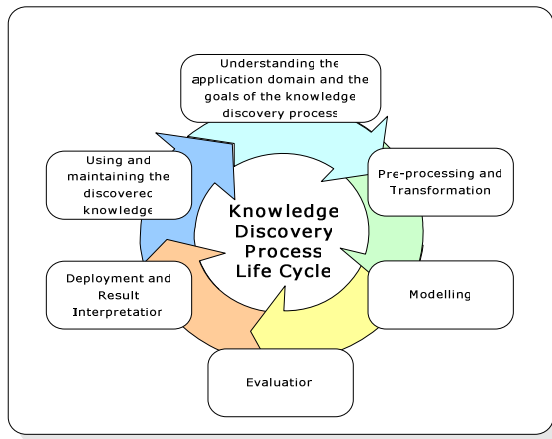 Understanding the
application domain and the
goals of the knowledge
discovery process
Pre-processing and
Transformation
Modelling
Evaluation
Deployment and
Result
Interpretation
Using and
maintaining the
discovered
knowledge
Knowledge
Discovery
Process
Life Cycle